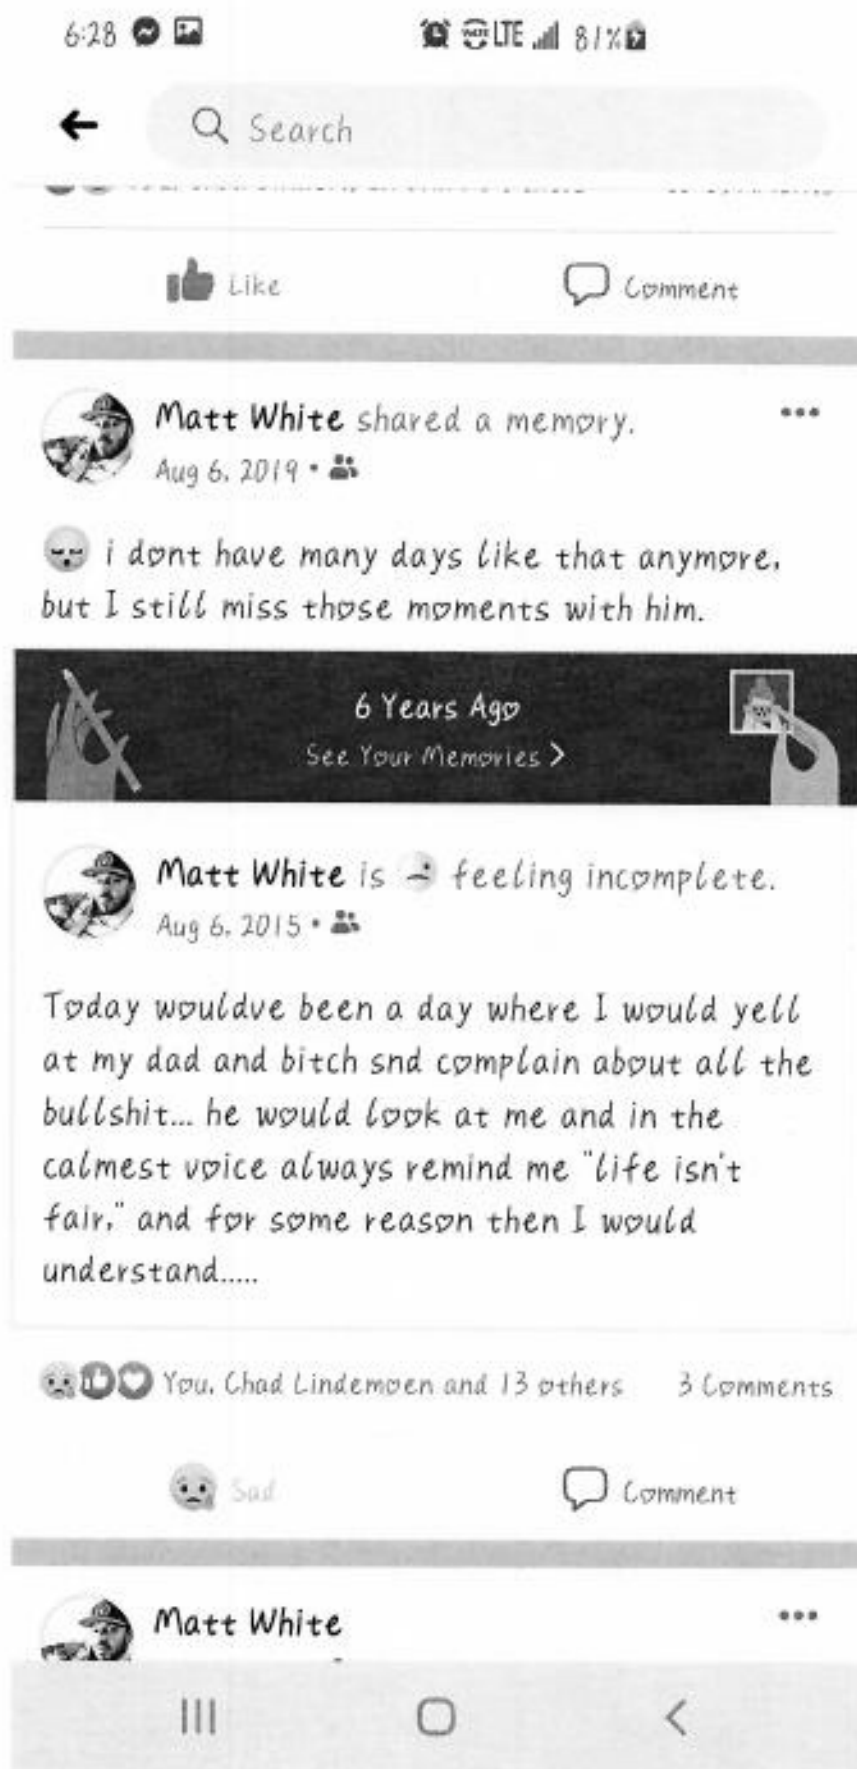 6:28 LTE 81%
Search
Like Comment
Matt White shared a memory.
Aug 6, 2019 •
i dont have many days like that anymore,
but I still miss those moments with him.
6 Years Ago
See Your Memories >
Matt White is feeling incomplete.
Aug 6, 2015 •
Today wouldve been a day where I would yell
at my dad and bitch snd complain about all the
bullshit... he would look at me and in the
calmest voice always remind me "life isn't
fair," and for some reason then I would
understand.....
You, Chad Lindemoen and 13 others 3 Comments
Sad Comment
Matt White